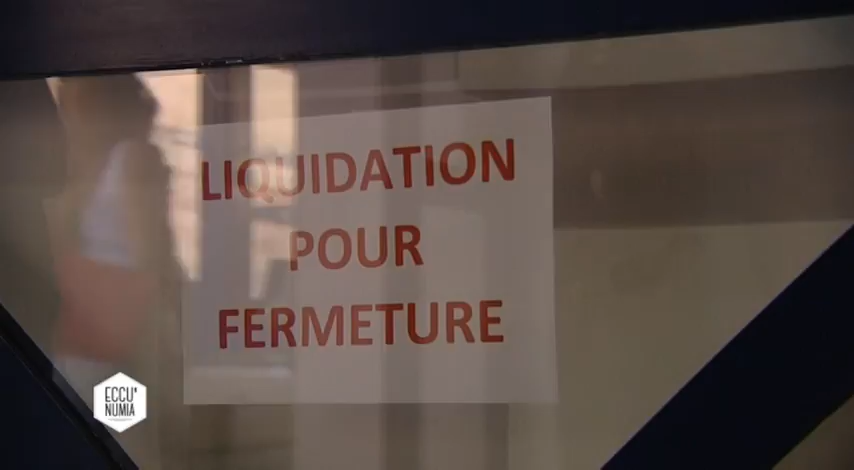 LIQUIDATION
POUR
FERMETURE
ECCU'
NUMIA